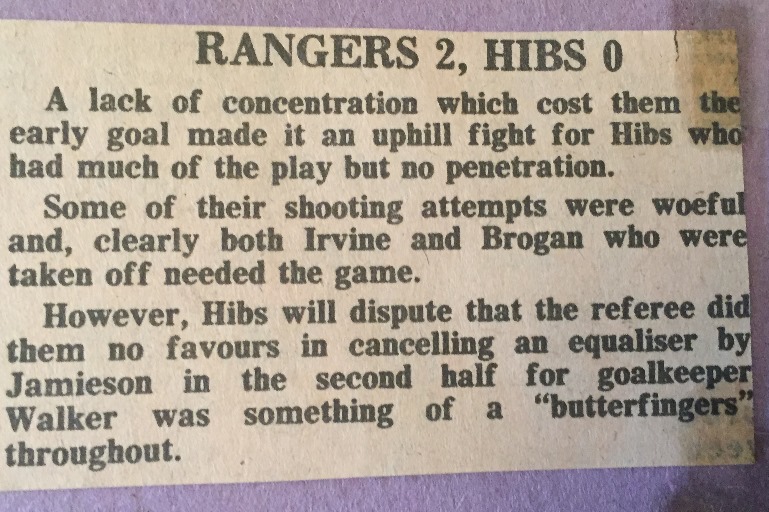 RANGERS 2, HIBS 0
A lack of concentration which cost them the
early goal made it an uphill fight for Hibs who
had much of the play but no penetration.
Some of their shooting attempts were woeful
and, clearly both Irvine and Brogan who were
taken off needed the game.
However, Hibs will dispute that the referee did
them no favours in cancelling an equaliser by
Jamieson in the second half for goalkeeper
Walker was something of a “butterfingers”
throughout.